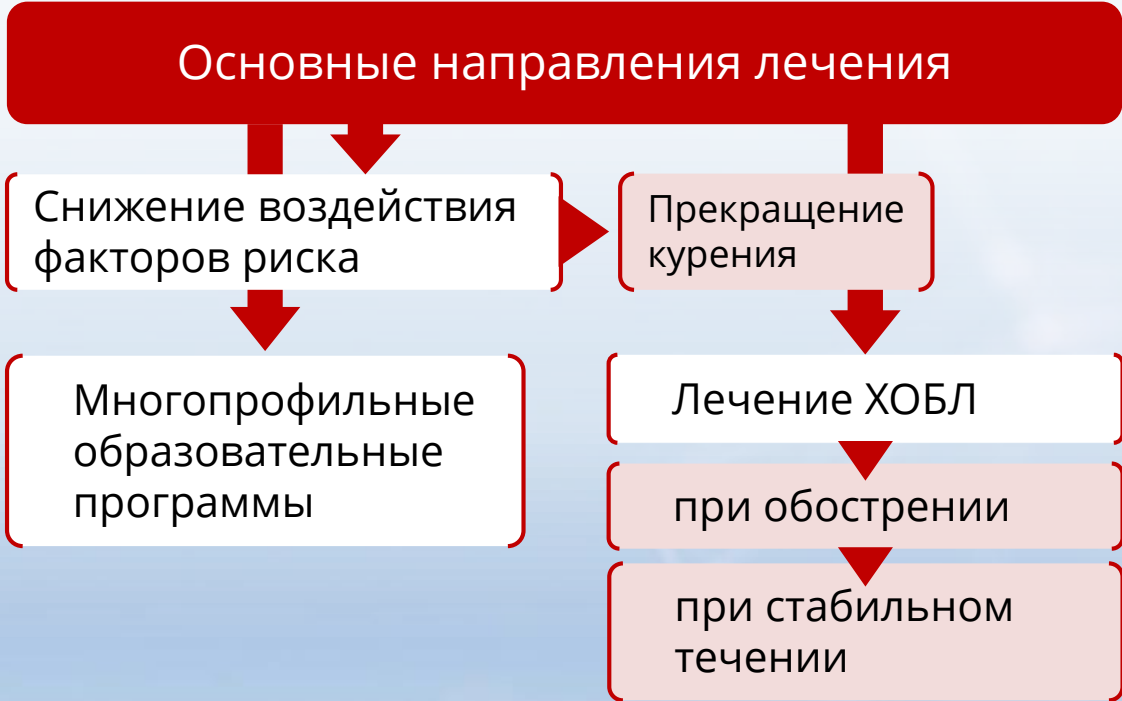 Основные направления лечения
Снижение воздействия
факторов риска
Прекращение
курения
Многопрофильные
образовательные
программы
Лечение ХОБЛ
при обострении
при стабильном
течении